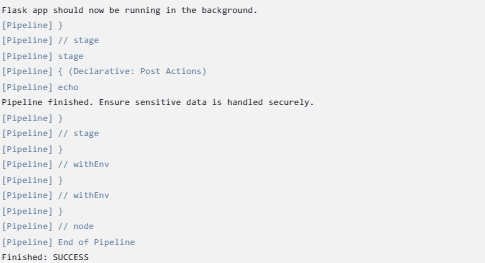 Flask app should now be running in the background.
[Pipeline] }
[Pipeline] // stage
[Pipeline] stage
[Pipeline] { (Declarative: Post Actions)
[Pipeline] echo
Pipeline finished. Ensure sensitive data is handled securely.
[Pipeline] }
[Pipeline] // stage
[Pipeline] }
[Pipeline] // withEnv
[Pipeline] }
[Pipeline] // withEnv
[Pipeline] }
[Pipeline] // node
[Pipeline] End of Pipeline
Finished: SUCCESS